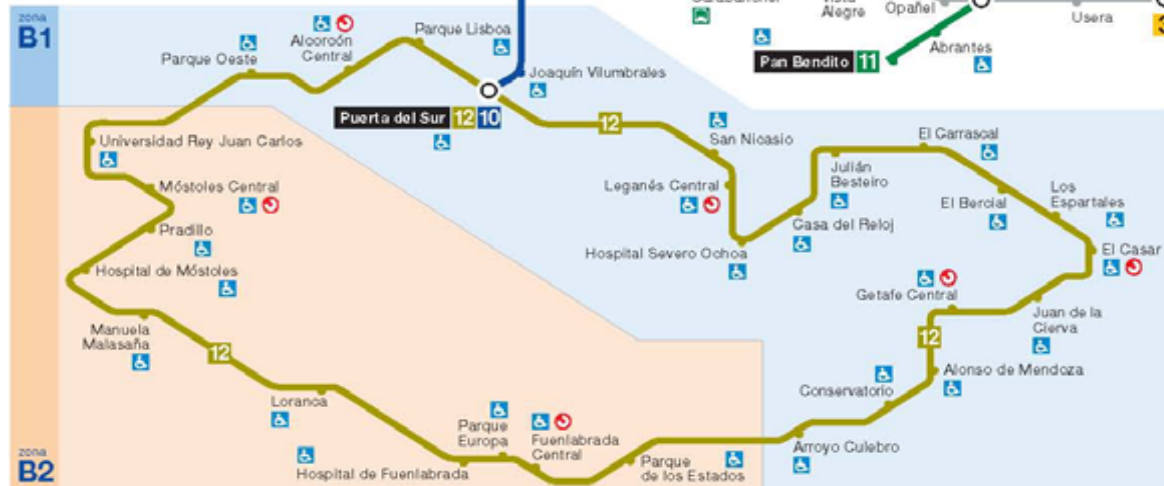 zona
B1
Alcorcón
Central
Parque Lisboa
Parque Oeste
Joaquín Vilumbrales
Puerta del Sur 12 10
Alegre
Opañel
Usera
Abrantes
Pan Bendito 11
12
San Nicasio
Universidad Rey Juan Carlos
Móstoles Central
Pradillo
Hospital de Móstoles
Manuela
Malasaña
12
Leganés Central
Hospital Severo Ochoa
Casa del Reloj
Julián
Besteiro
El Carrascal
El Bercial
Los
Espartales
El Casar
Getafe Central
Juan de la
Cierva
12
Alonso de Mendoza
Conservatorio
Arroyo Culebro
Loranca
Parque
Europa
Fuenlabrada
Central
Hospital de Fuenlabrada
Parque
de los Estados
zona
B2